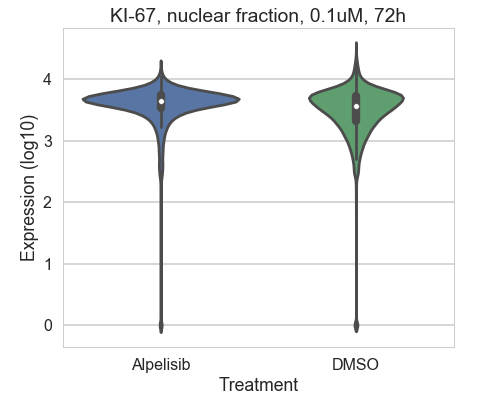 KI-67, nuclear fraction, 0.1uM, 72h
Expression (log10)
4
3
2
1
0
Alpelisib DMSO
Treatment